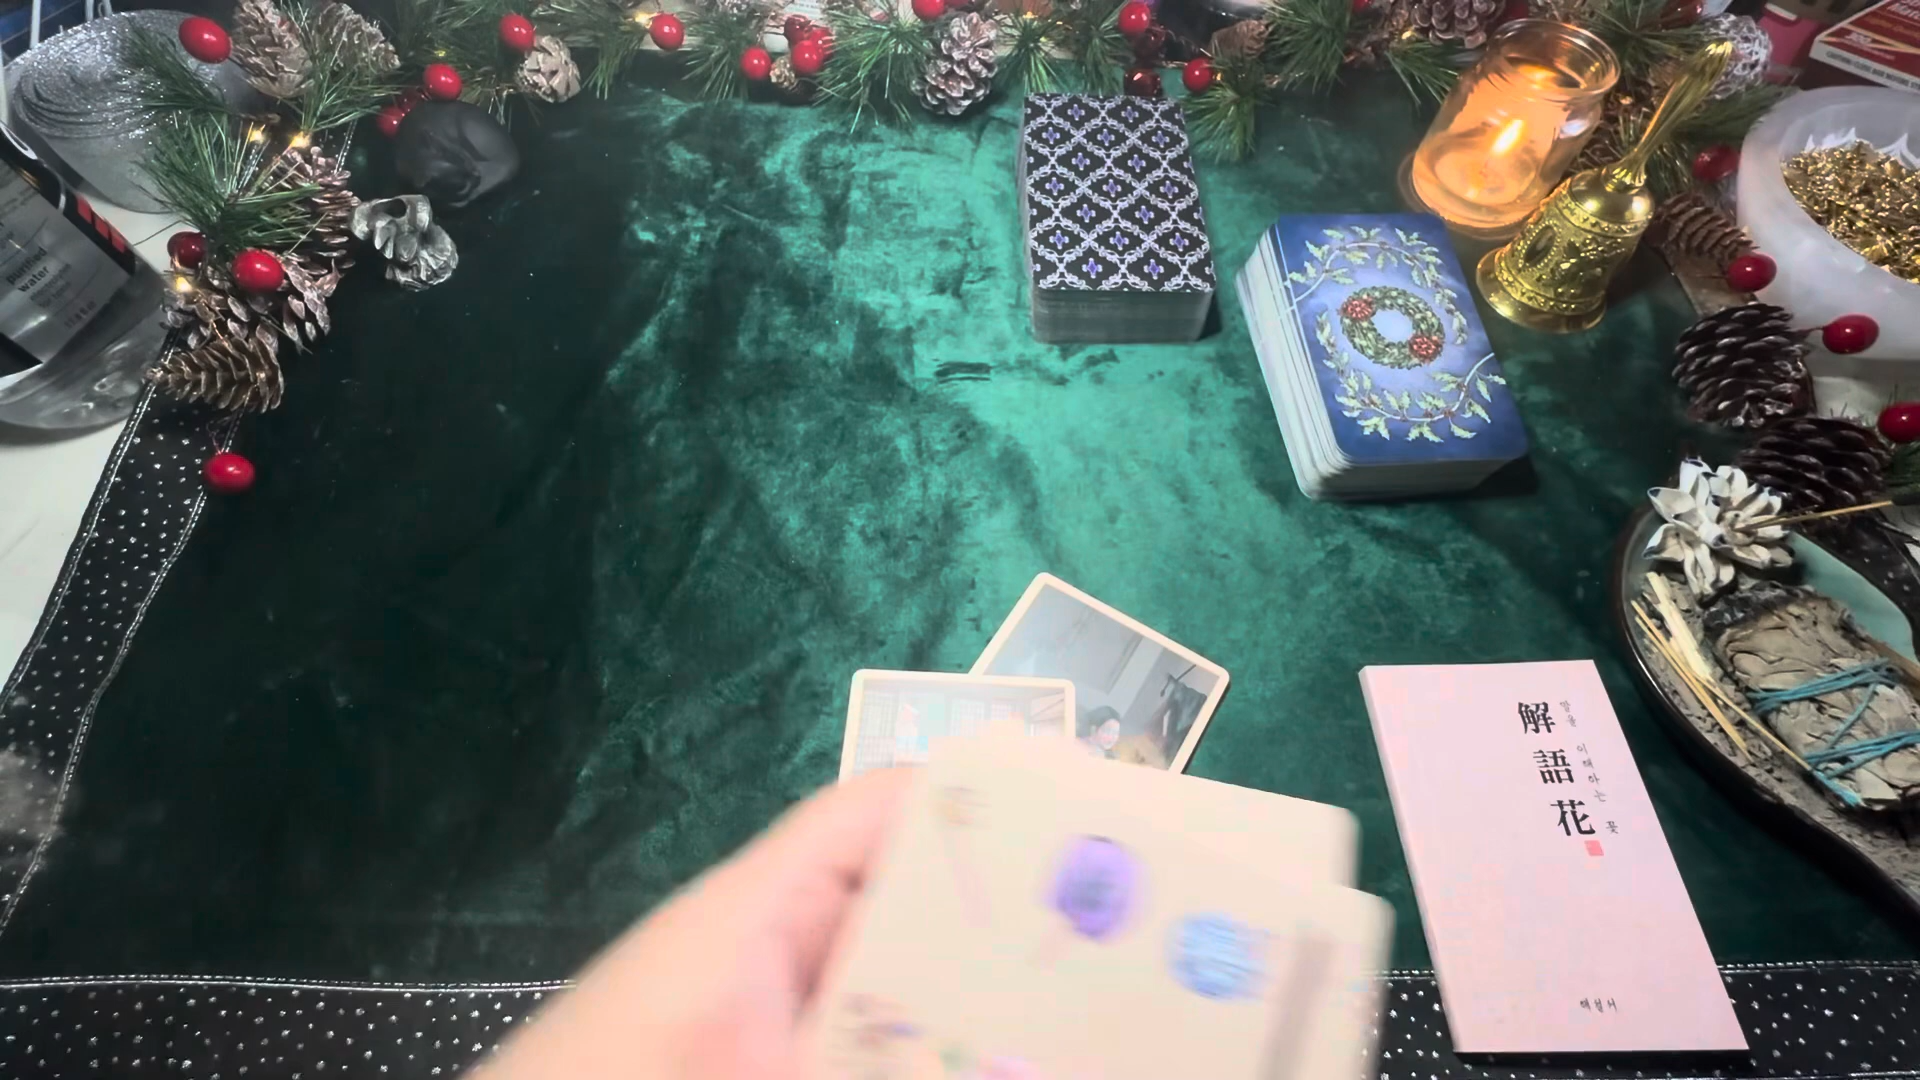 purified
water
解語花
말을 이해하는 꽃
해설서